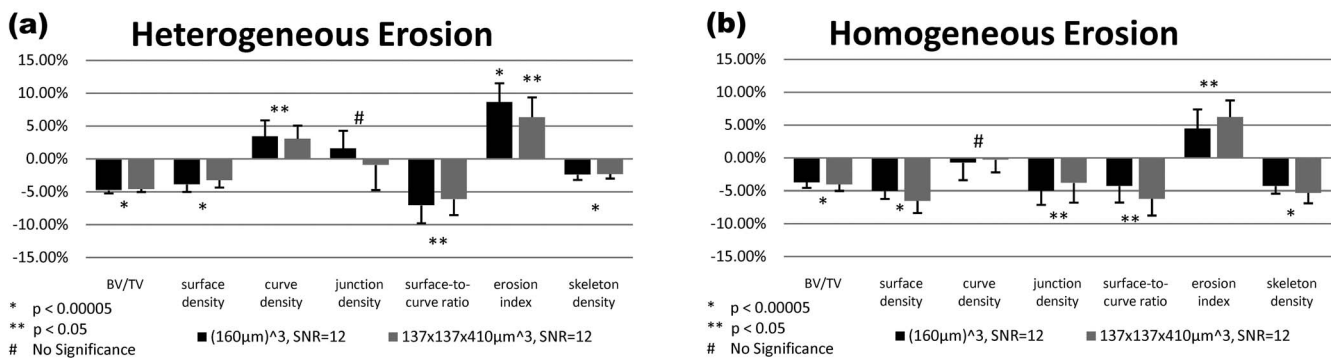 (a)
Heterogeneous Erosion
15.00%
10.00%
5.00%
0.00%
-5.00%
-10.00%
-15.00%
*
*
**
#
**
*
**
*
BV/TV
surface density
curve density
junction density
surface-to-curve ratio
erosion index
skeleton density
* p < 0.00005
** p < 0.05
# No Significance
(160µm)^3, SNR=12
137x137x410µm^3, SNR=12
(b)
Homogeneous Erosion
15.00%
10.00%
5.00%
0.00%
-5.00%
-10.00%
-15.00%
*
*
#
**
**
**
*
BV/TV
surface density
curve density
junction density
surface-to-curve ratio
erosion index
skeleton density
* p < 0.00005
** p < 0.05
# No Significance
(160µm)^3, SNR=12
137x137x410µm^3, SNR=12